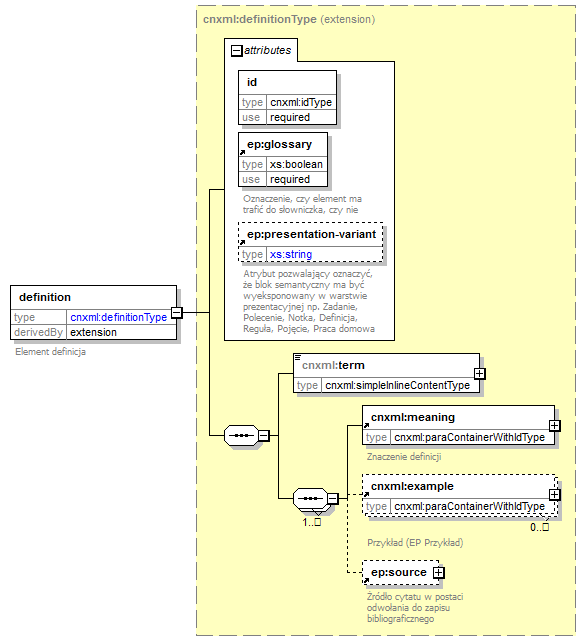 cnxml:definitionType (extension)
attributes
id
type cnxml:idType
use required
ep:glossary
type xs:boolean
use required
Oznaczenie, czy element ma
trafić do słowniczka, czy nie
ep:presentation-variant
type xs:string
Atrybut pozwalający oznaczyć,
że blok semantyczny ma być
wyeksponowany w warstwie
prezentacyjnej np. Zadanie,
Polecenie, Notka, Definicja,
Reguła, Pojęcie, Praca domowa
definition
type cnxml:definitionType
derivedBy extension
Element definicja
cnxml:term
type cnxml:simpleInlineContentType
cnxml:meaning
type cnxml:paraContainerWithIdType
Znaczenie definicji
cnxml:example
type cnxml:paraContainerWithIdType
1..
0..
Przykład (EP Przykład)
ep:source
Źródło cytatu w postaci
odwołania do zapisu
bibliograficznego